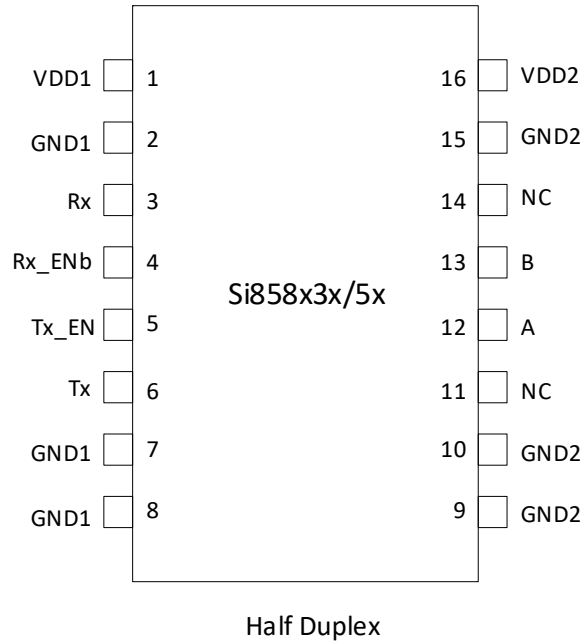 VDD1 1 16 VDD2
GND1 2 15 GND2
Rx 3 14 NC
Rx_ENb 4 13 B
Si858x3x/5x
Tx_EN 5 12 A
Tx 6 11 NC
GND1 7 10 GND2
GND1 8 9 GND2
Half Duplex